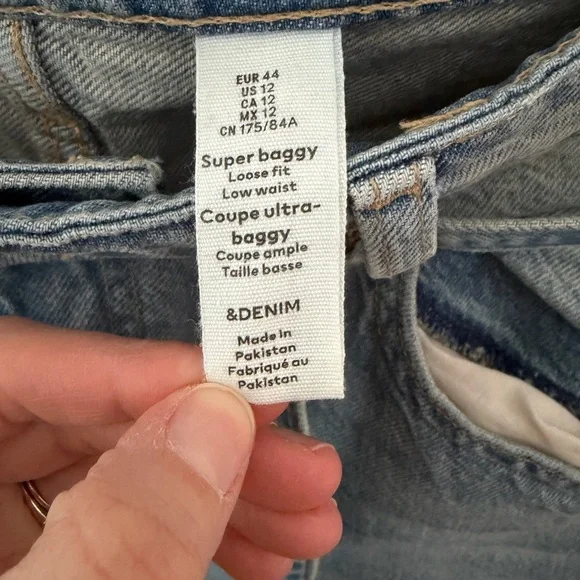 EUR 44
US 12
CA 12
MX 12
CN 175/84A
Super baggy
Loose fit
Low waist
Coupe ultra-
baggy
Coupe ample
Taille basse
&DENIM
Made in
Pakistan
Fabriqué au
Pakistan